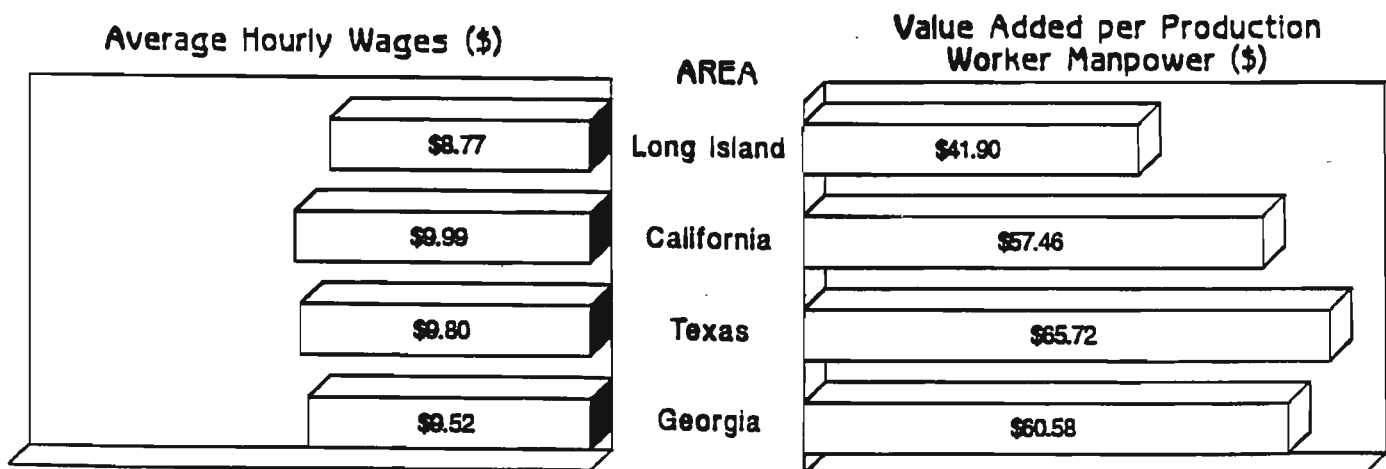 Average Hourly Wages ($)
Value Added per Production
Worker Manpower ($)
AREA
$8.77
Long Island
$41.90
$9.99
California
$57.46
$9.80
Texas
$65.72
$9.52
Georgia
$60.58